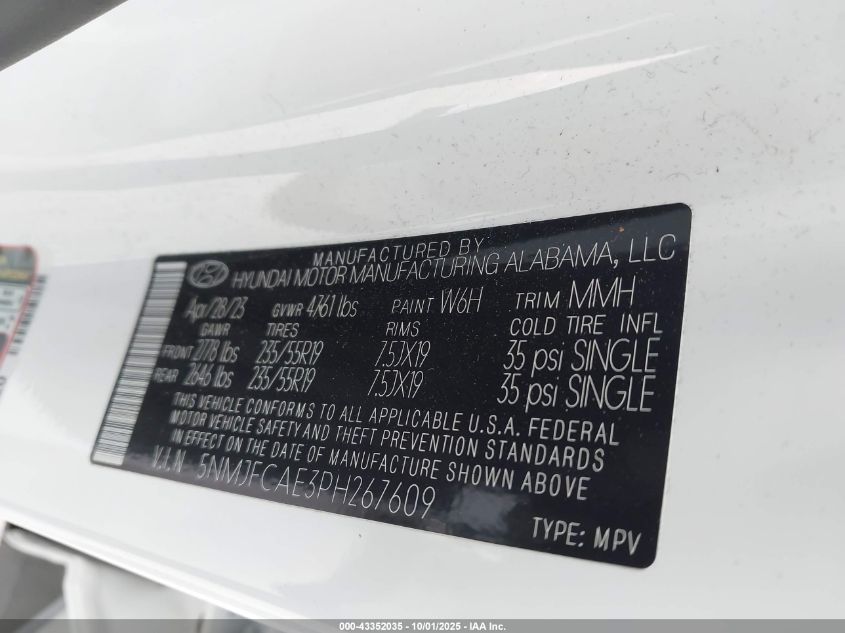 MANUFACTURED BY
HYUNDAI MOTOR MANUFACTURING ALABAMA, LLC
Apr/28/23 GVWR 4761 lbs PAINT W6H TRIM MMH
GAWR TIRES RIMS COLD TIRE INFL
FRONT 2778 lbs 235/55R19 7.5JX19 35 psi SINGLE
REAR 2646 lbs 235/55R19 7.5JX19 35 psi SINGLE
THIS VEHICLE CONFORMS TO ALL APPLICABLE U.S.A. FEDERAL
MOTOR VEHICLE SAFETY AND THEFT PREVENTION STANDARDS
IN EFFECT ON THE DATE OF MANUFACTURE SHOWN ABOVE
V.I.N 5NMJFCAE3PH267609
TYPE: MPV
000-43352035 - 10/01/2025 - IAA Inc.